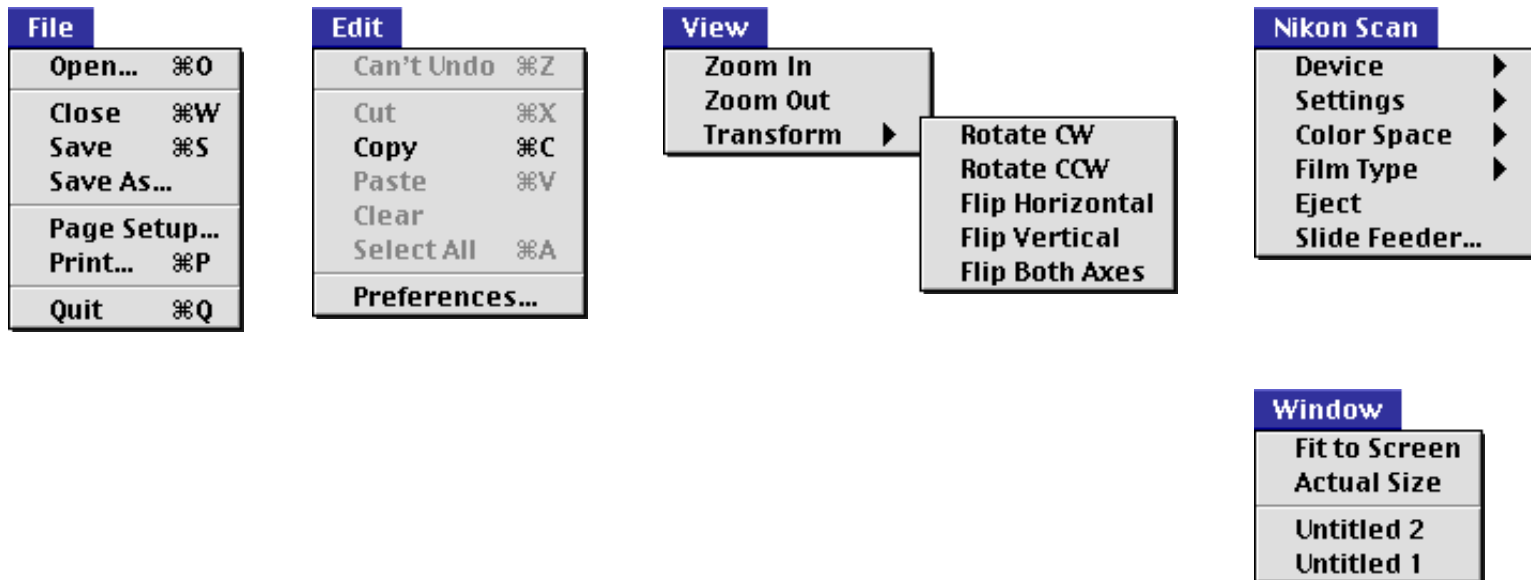 File
Open... ⌘O
Close ⌘W
Save ⌘S
Save As...
Page Setup...
Print... ⌘P
Quit ⌘Q
Edit
Can't Undo ⌘Z
Cut ⌘X
Copy ⌘C
Paste ⌘V
Clear
Select All ⌘A
Preferences...
View
Zoom In
Zoom Out
Transform
Rotate CW
Rotate CCW
Flip Horizontal
Flip Vertical
Flip Both Axes
Nikon Scan
Device
Settings
Color Space
Film Type
Eject
Slide Feeder...
Window
Fit to Screen
Actual Size
Untitled 2
Untitled 1